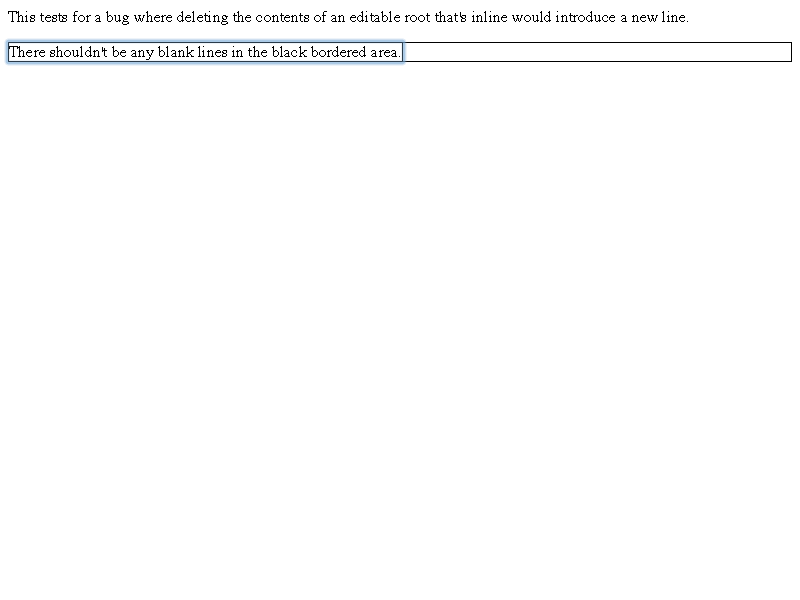 This tests for a bug where deleting the contents of an editable root that's inline would introduce a new line.
There shouldn't be any blank lines in the black bordered area.